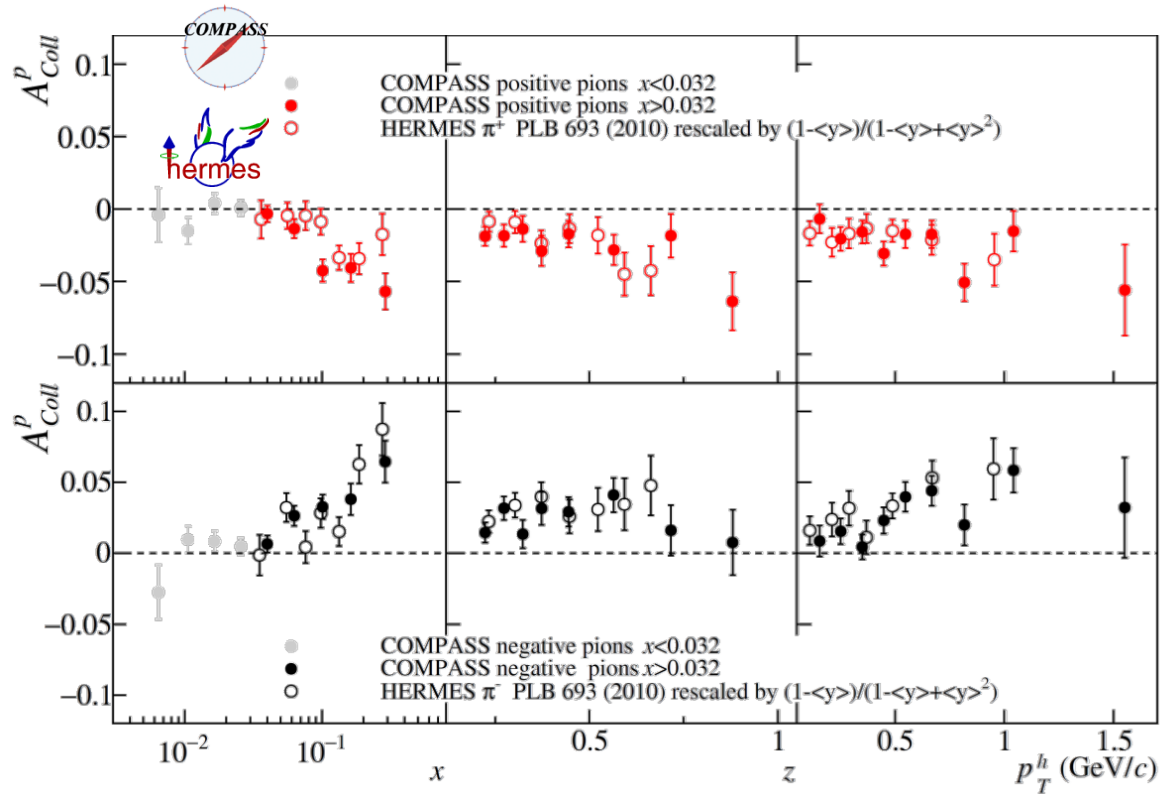 COMPASS
hermes
A^p_Coll
0.1
0.05
0
−0.05
−0.1
COMPASS positive pions x<0.032
COMPASS positive pions x>0.032
HERMES π⁺ PLB 693 (2010) rescaled by (1-<y>)/(1-<y>+<y>²)
A^p_Coll
0.1
0.05
0
−0.05
−0.1
COMPASS negative pions x<0.032
COMPASS negative pions x>0.032
HERMES π⁻ PLB 693 (2010) rescaled by (1-<y>)/(1-<y>+<y>²)
10⁻² 10⁻¹ 0.5 1 0.5 1 1.5
x z p_T^h (GeV/c)